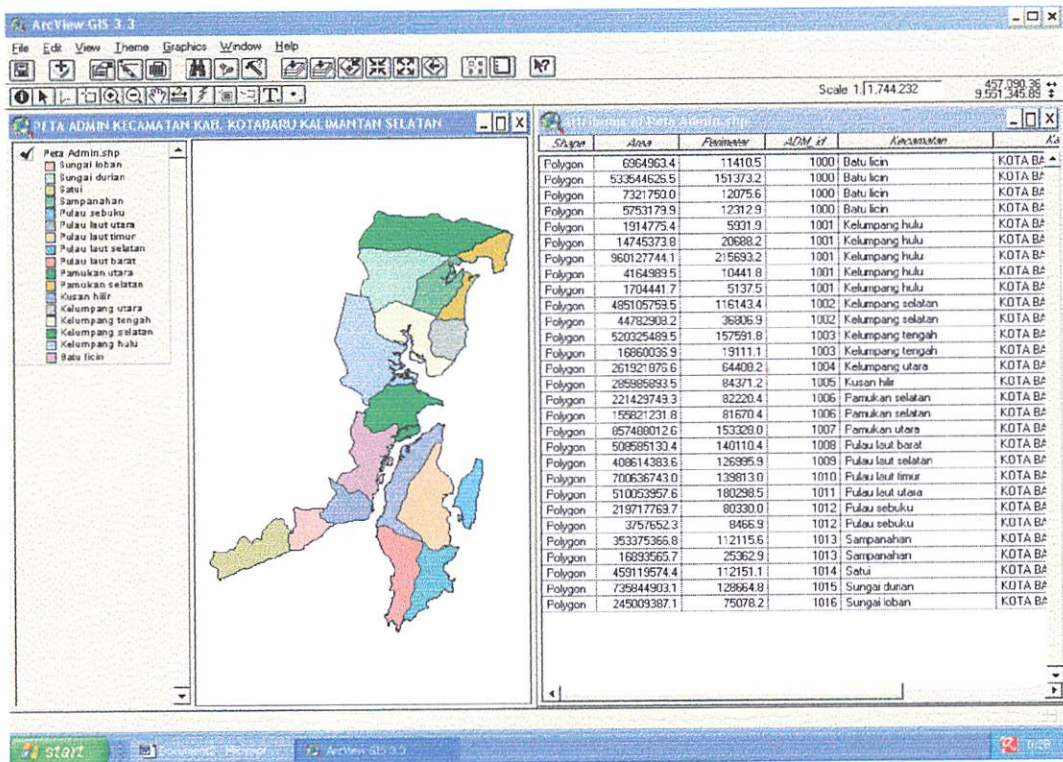 ArcView GIS 3.3
File Edit View Theme Graphics Window Help
Scale 1: 1,744,232
457,090.36
9,551,345.89
PETA ADMIN KECAMATAN KAB. KOTABARU KALIMANTAN SELATAN
Peta Admin.shp
Sungai loban
Sungai durian
Satui
Sampanahan
Pulau sebuku
Pulau laut utara
Pulau laut timur
Pulau laut selatan
Pulau laut barat
Pamukan utara
Pamukan selatan
Kusan hilir
Kelumpang utara
Kelumpang tengah
Kelumpang selatan
Kelumpang hulu
Batu licin
Attributes of Peta Admin.shp
Shape Area Perimeter ADM_id Kecamatan Ka
Polygon 6964963.4 11410.5 1000 Batu licin KOTA BA
Polygon 533544626.5 151373.2 1000 Batu licin KOTA BA
Polygon 7321750.0 12075.6 1000 Batu licin KOTA BA
Polygon 5753179.9 12312.9 1000 Batu licin KOTA BA
Polygon 1914775.4 5931.9 1001 Kelumpang hulu KOTA BA
Polygon 14745373.8 20688.2 1001 Kelumpang hulu KOTA BA
Polygon 960127744.1 215693.2 1001 Kelumpang hulu KOTA BA
Polygon 4164989.5 10441.8 1001 Kelumpang hulu KOTA BA
Polygon 1704441.7 5137.5 1001 Kelumpang hulu KOTA BA
Polygon 485105759.5 116143.4 1002 Kelumpang selatan KOTA BA
Polygon 44782908.2 36806.9 1002 Kelumpang selatan KOTA BA
Polygon 520325489.5 157591.8 1003 Kelumpang tengah KOTA BA
Polygon 16860036.9 19111.1 1003 Kelumpang tengah KOTA BA
Polygon 261921876.6 64408.2 1004 Kelumpang utara KOTA BA
Polygon 285985893.5 84371.2 1005 Kusan hilir KOTA BA
Polygon 221429749.3 82220.4 1006 Pamukan selatan KOTA BA
Polygon 155821231.8 81670.4 1006 Pamukan selatan KOTA BA
Polygon 857488012.6 153328.0 1007 Pamukan utara KOTA BA
Polygon 508585130.4 140110.4 1008 Pulau laut barat KOTA BA
Polygon 408614383.6 126995.9 1009 Pulau laut selatan KOTA BA
Polygon 700636743.0 139813.0 1010 Pulau laut timur KOTA BA
Polygon 510053957.6 180298.5 1011 Pulau laut utara KOTA BA
Polygon 219717769.7 80330.0 1012 Pulau sebuku KOTA BA
Polygon 3757652.3 8466.9 1012 Pulau sebuku KOTA BA
Polygon 353375366.8 112115.6 1013 Sampanahan KOTA BA
Polygon 16893565.7 25362.9 1013 Sampanahan KOTA BA
Polygon 459119574.4 112151.1 1014 Satui KOTA BA
Polygon 735844903.1 128664.8 1015 Sungai durian KOTA BA
Polygon 245009387.1 75078.2 1016 Sungai loban KOTA BA
start Document2 - Microsof... ArcView GIS 3.3